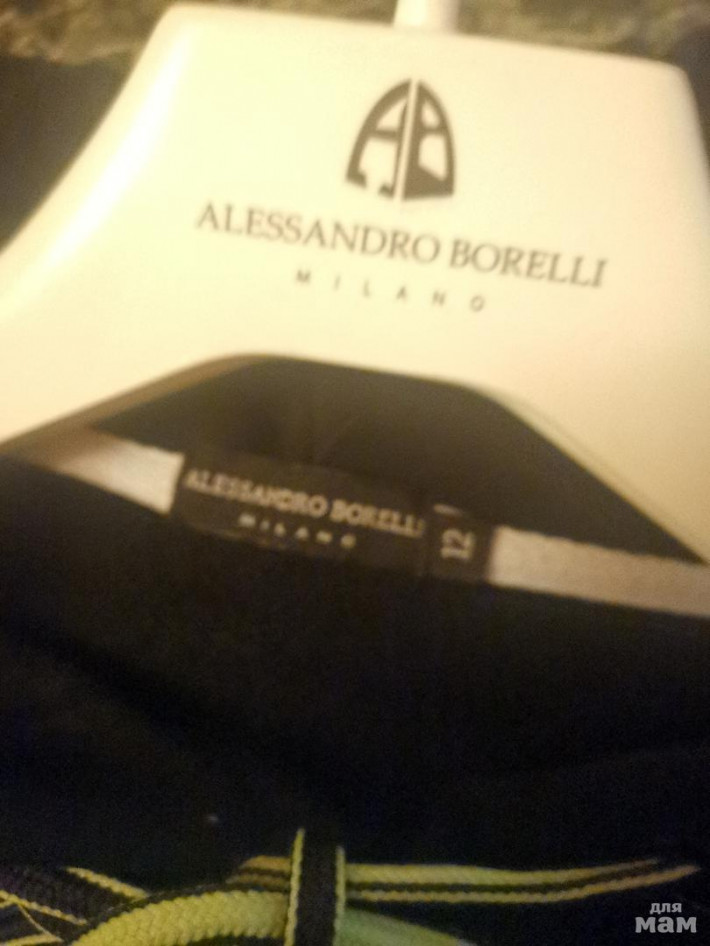 AB
ALESSANDRO BORELLI
MILANO
ALESSANDRO BORELLI
MILANO
12
для
мам